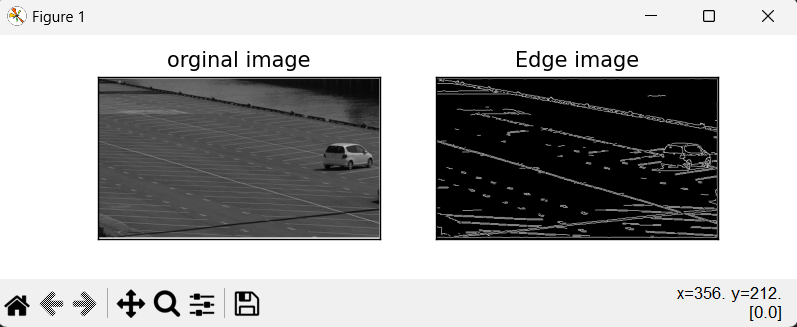 Figure 1
orginal image
Edge image
x=356. y=212.
[0.0]